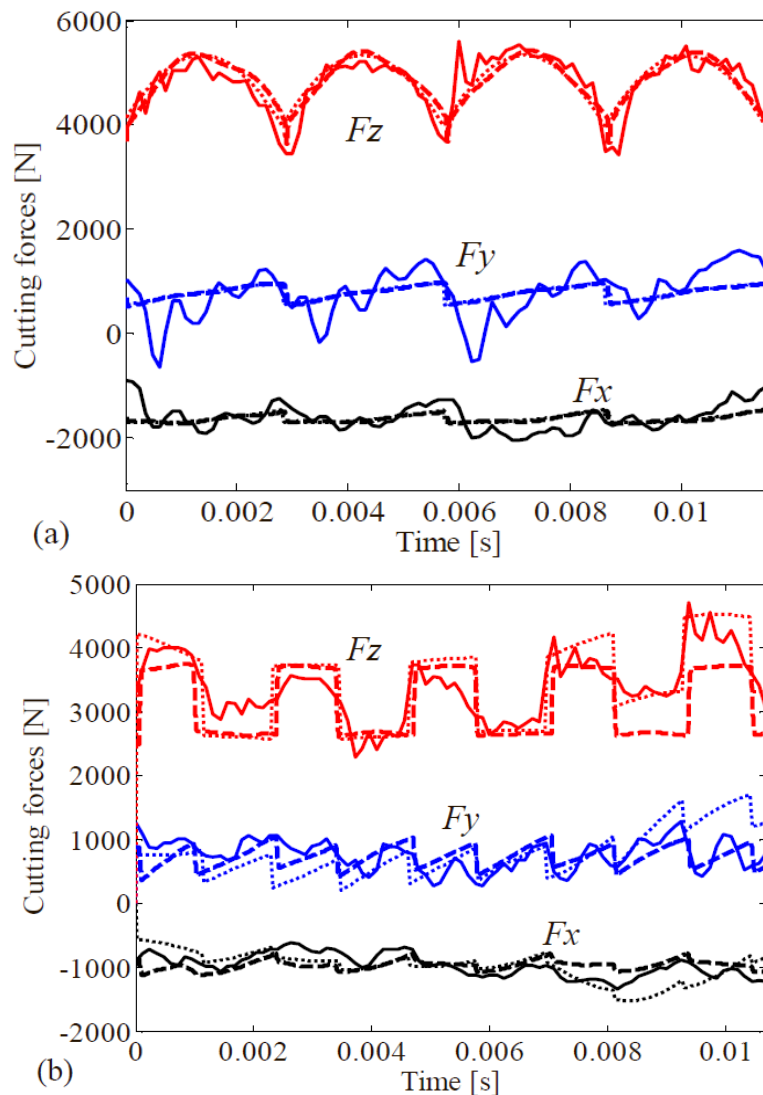 6000
4000
2000
0
-2000
Cutting forces [N]
Fz
Fy
Fx
0 0.002 0.004 0.006 0.008 0.01
Time [s]
(a)
5000
4000
3000
2000
1000
0
-1000
-2000
Cutting forces [N]
Fz
Fy
Fx
0 0.002 0.004 0.006 0.008 0.01
Time [s]
(b)